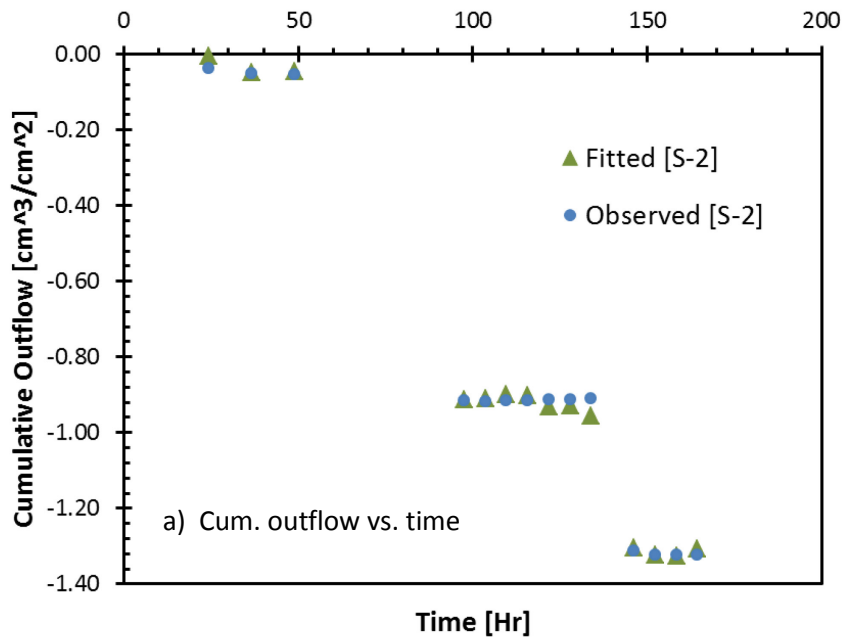 0 50 100 150 200
0.00
-0.20
-0.40
-0.60
-0.80
-1.00
-1.20
-1.40
Cumulative Outflow [cm^3/cm^2]
Fitted [S-2]
Observed [S-2]
a) Cum. outflow vs. time
Time [Hr]